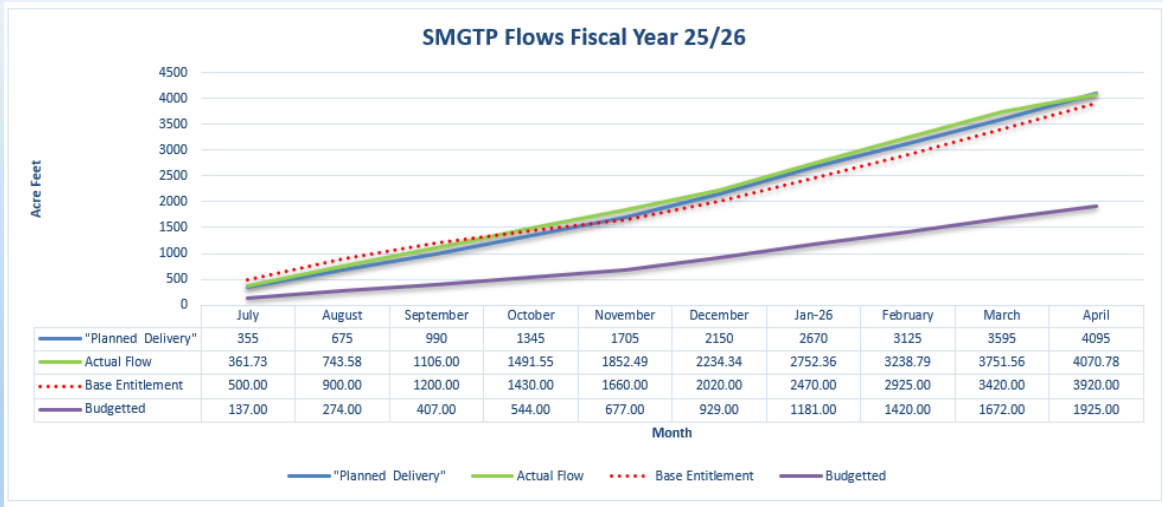 SMGTP Flows Fiscal Year 25/26
Acre Feet
4500
4000
3500
3000
2500
2000
1500
1000
500
0
July August September October November December Jan-26 February March April
"Planned Delivery" 355 675 990 1345 1705 2150 2670 3125 3595 4095
Actual Flow 361.73 743.58 1106.00 1491.55 1852.49 2234.34 2752.36 3238.79 3751.56 4070.78
Base Entitlement 500.00 900.00 1200.00 1430.00 1660.00 2020.00 2470.00 2925.00 3420.00 3920.00
Budgetted 137.00 274.00 407.00 544.00 677.00 929.00 1181.00 1420.00 1672.00 1925.00
Month
"Planned Delivery" Actual Flow Base Entitlement Budgetted